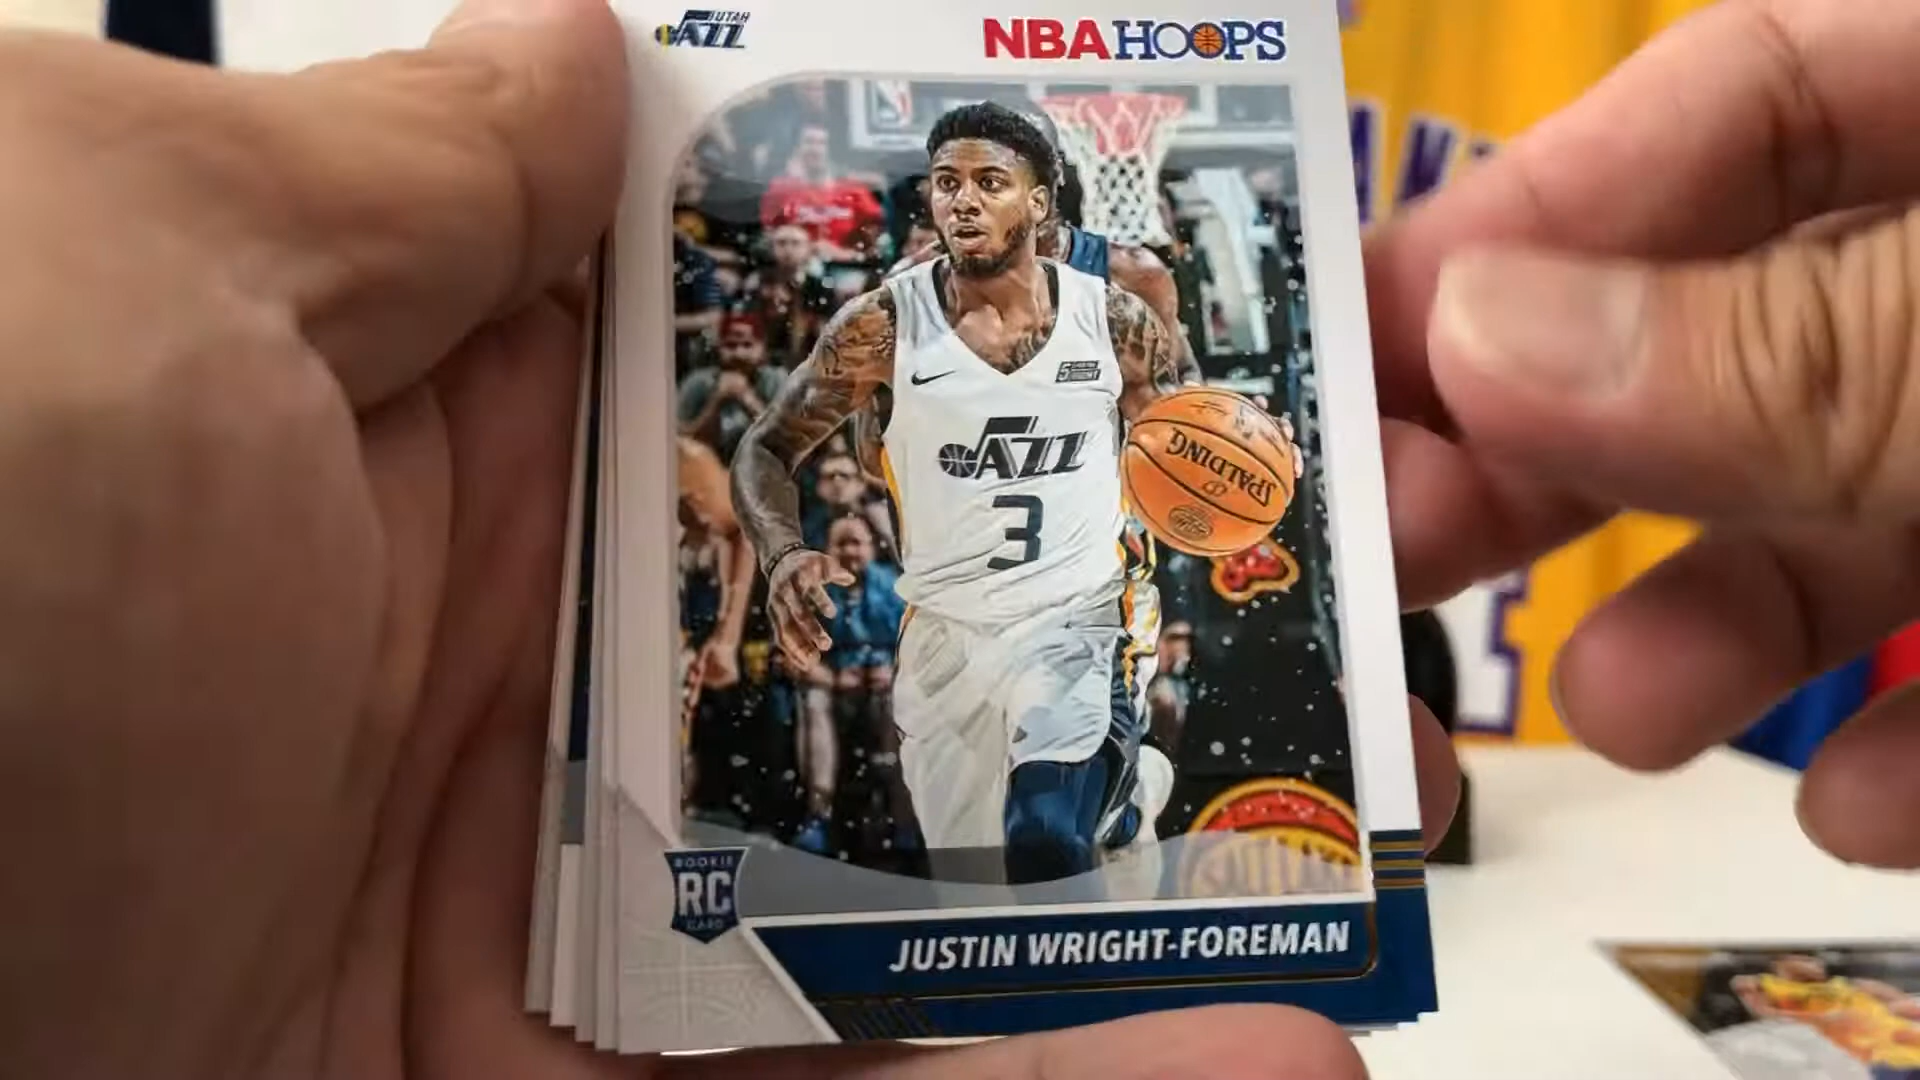 UTAH
JAZZ
NBA HOOPS
JAZZ
3
SPALDING
ROOKIE
RC
CARD
JUSTIN WRIGHT-FOREMAN